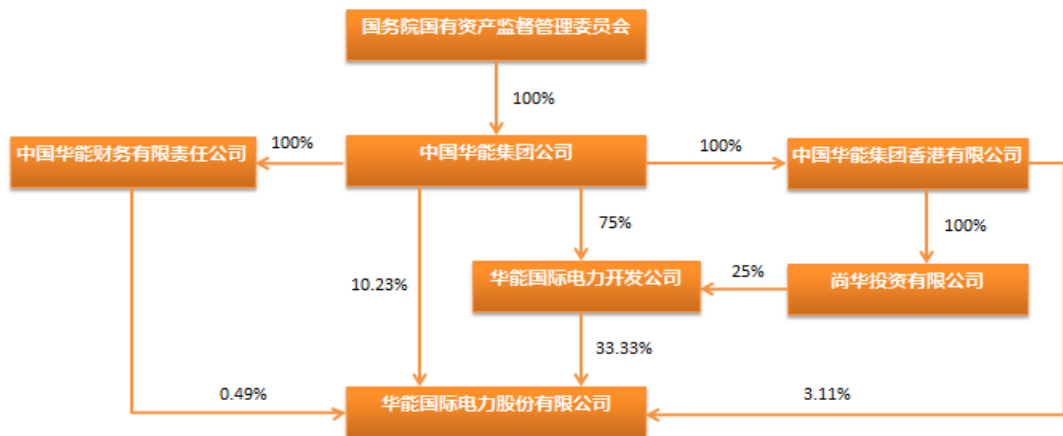 国务院国有资产监督管理委员会
100%
中国华能财务有限责任公司
100%
中国华能集团公司
100%
中国华能集团香港有限公司
75%
100%
10.23%
华能国际电力开发公司
25%
尚华投资有限公司
33.33%
0.49%
华能国际电力股份有限公司
3.11%